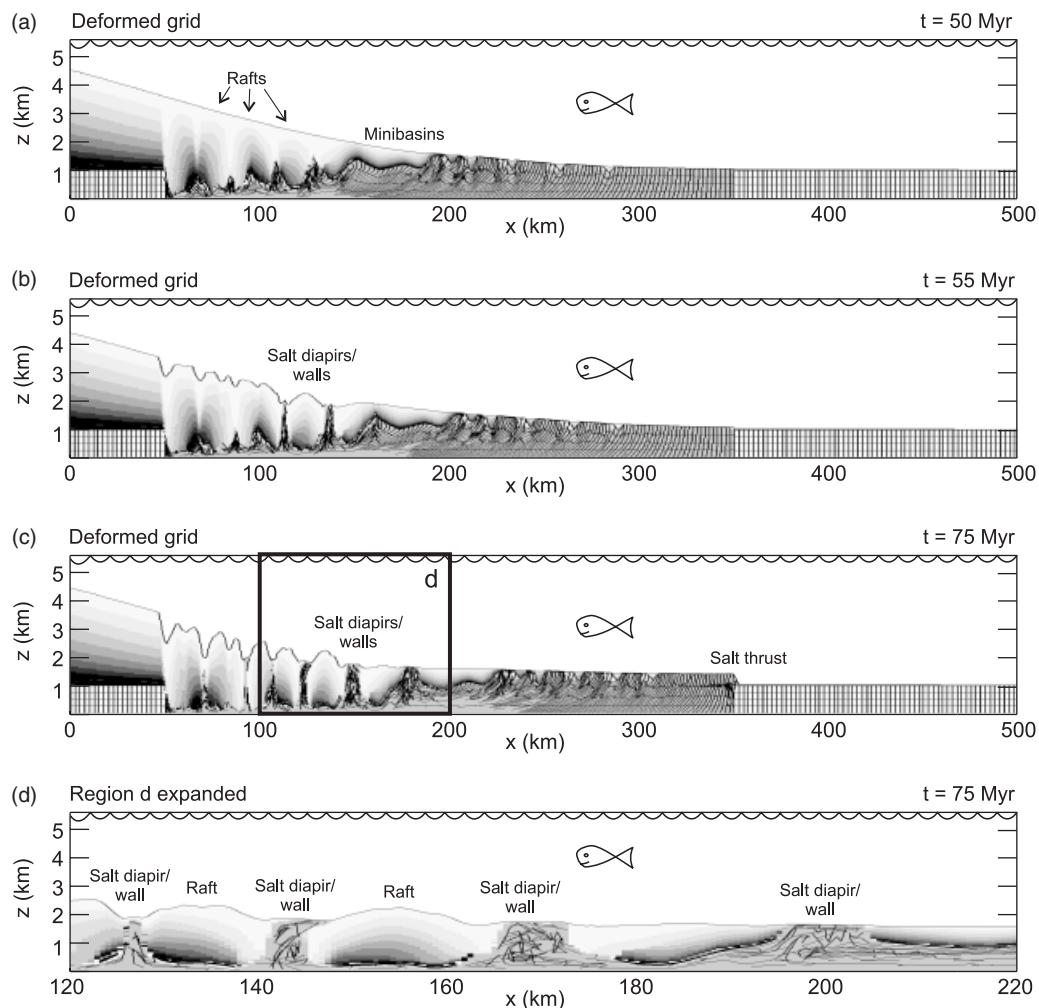 (a) Deformed grid t = 50 Myr
5
4
3
2
1
z (km)
Rafts
Minibasins
0 100 200 300 400 500
x (km)
(b) Deformed grid t = 55 Myr
5
4
3
2
1
z (km)
Salt diapirs/
walls
0 100 200 300 400 500
x (km)
(c) Deformed grid t = 75 Myr
5
4
3
2
1
z (km)
d
Salt diapirs/
walls
Salt thrust
0 100 200 300 400 500
x (km)
(d) Region d expanded t = 75 Myr
5
4
3
2
1
z (km)
Salt diapir/
wall
Raft
Salt diapir/
wall
Raft
Salt diapir/
wall
Salt diapir/
wall
120 140 160 180 200 220
x (km)